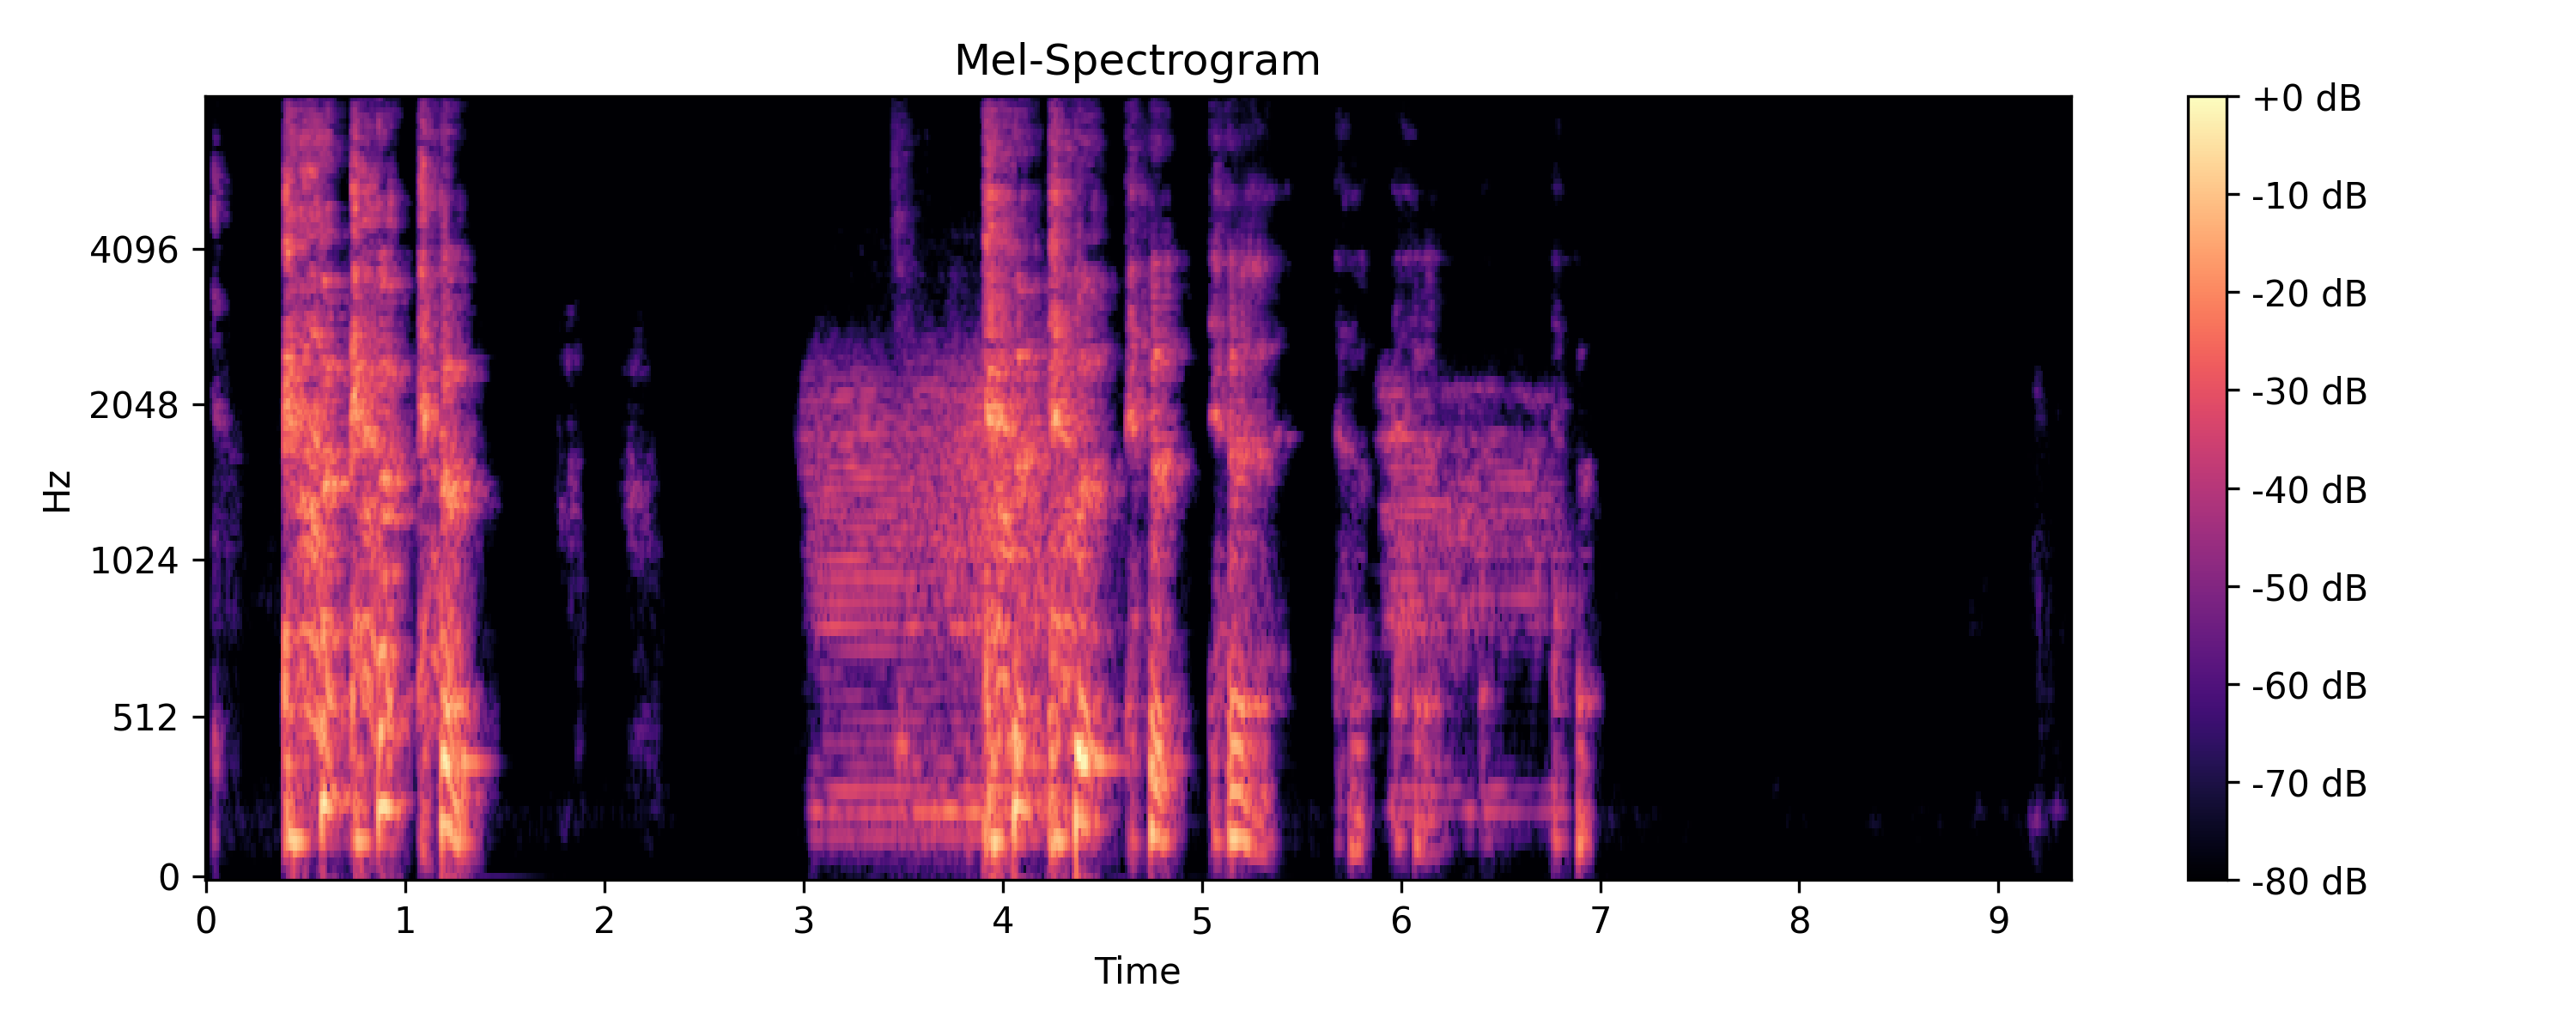 Mel-Spectrogram
Hz
4096
2048
1024
512
0
0 1 2 3 4 5 6 7 8 9
Time
+0 dB
-10 dB
-20 dB
-30 dB
-40 dB
-50 dB
-60 dB
-70 dB
-80 dB